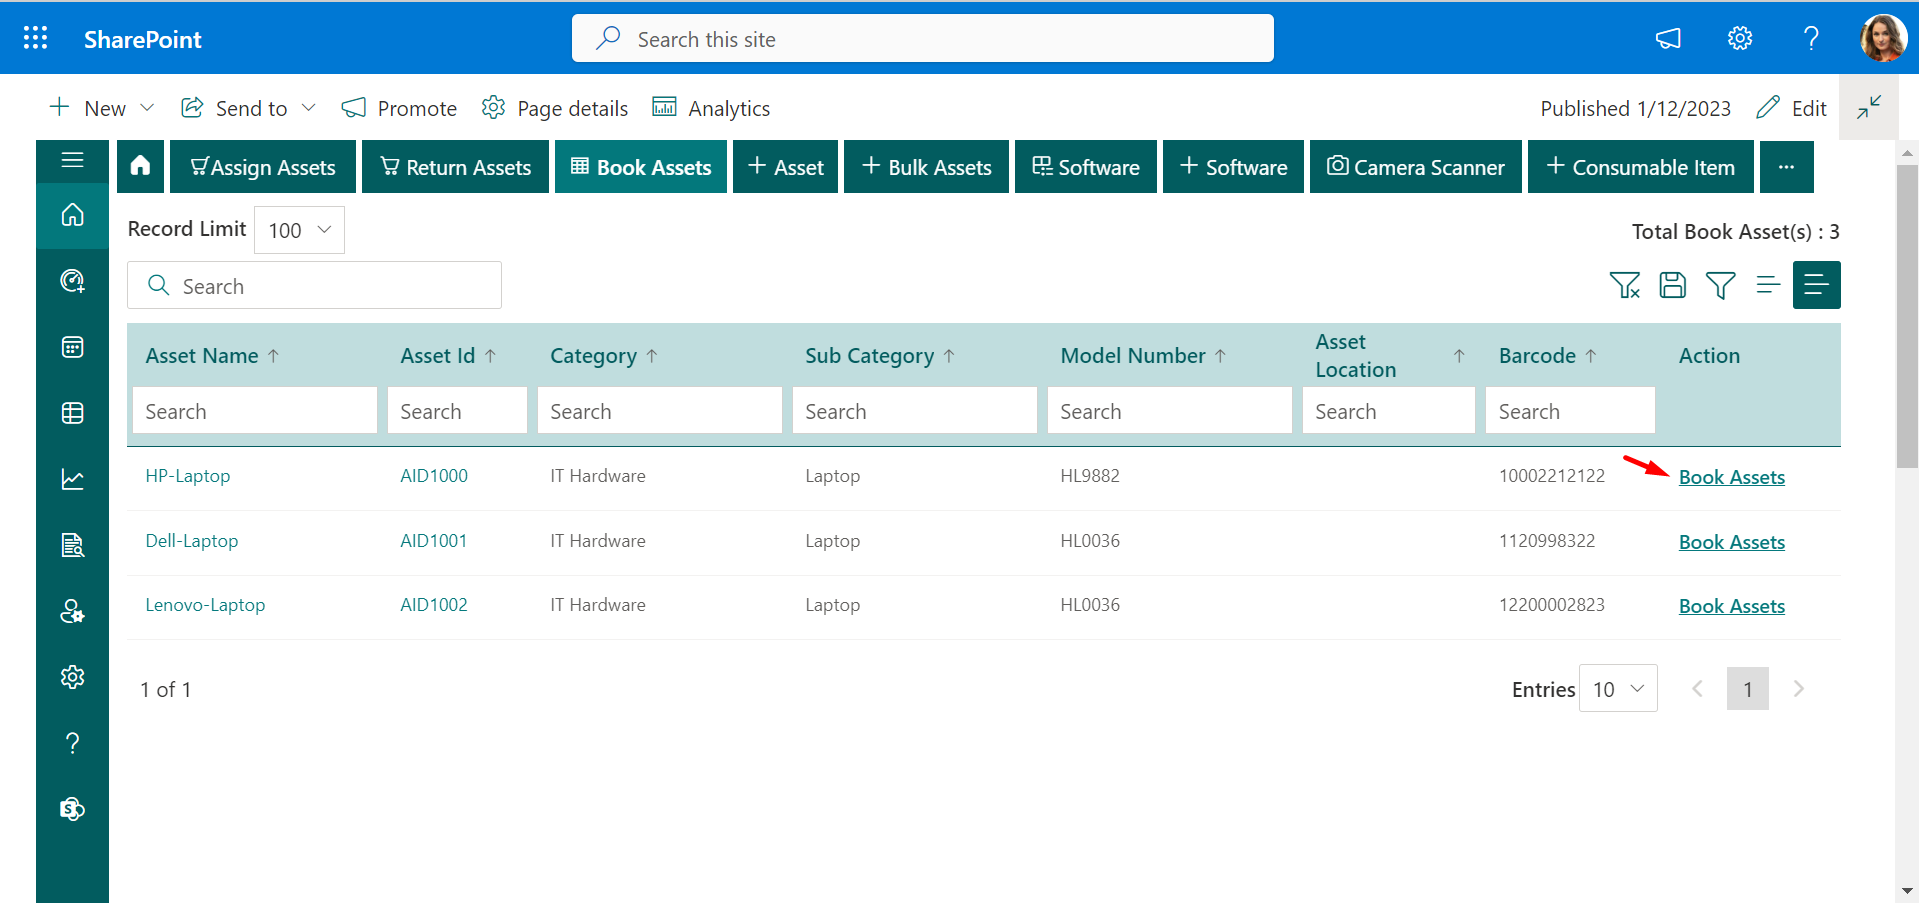 SharePoint
Search this site
New
Send to
Promote
Page details
Analytics
Published 1/12/2023
Edit
Assign Assets
Return Assets
Book Assets
+ Asset
+ Bulk Assets
Software
+ Software
Camera Scanner
+ Consumable Item
...
Record Limit 100
Total Book Asset(s) : 3
Search
Asset Name ↑ Asset Id ↑ Category ↑ Sub Category ↑ Model Number ↑ Asset Location ↑ Barcode ↑ Action
Search Search Search Search Search Search Search
HP-Laptop AID1000 IT Hardware Laptop HL9882 10002212122 Book Assets
Dell-Laptop AID1001 IT Hardware Laptop HL0036 1120998322 Book Assets
Lenovo-Laptop AID1002 IT Hardware Laptop HL0036 12200002823 Book Assets
1 of 1
Entries 10
1